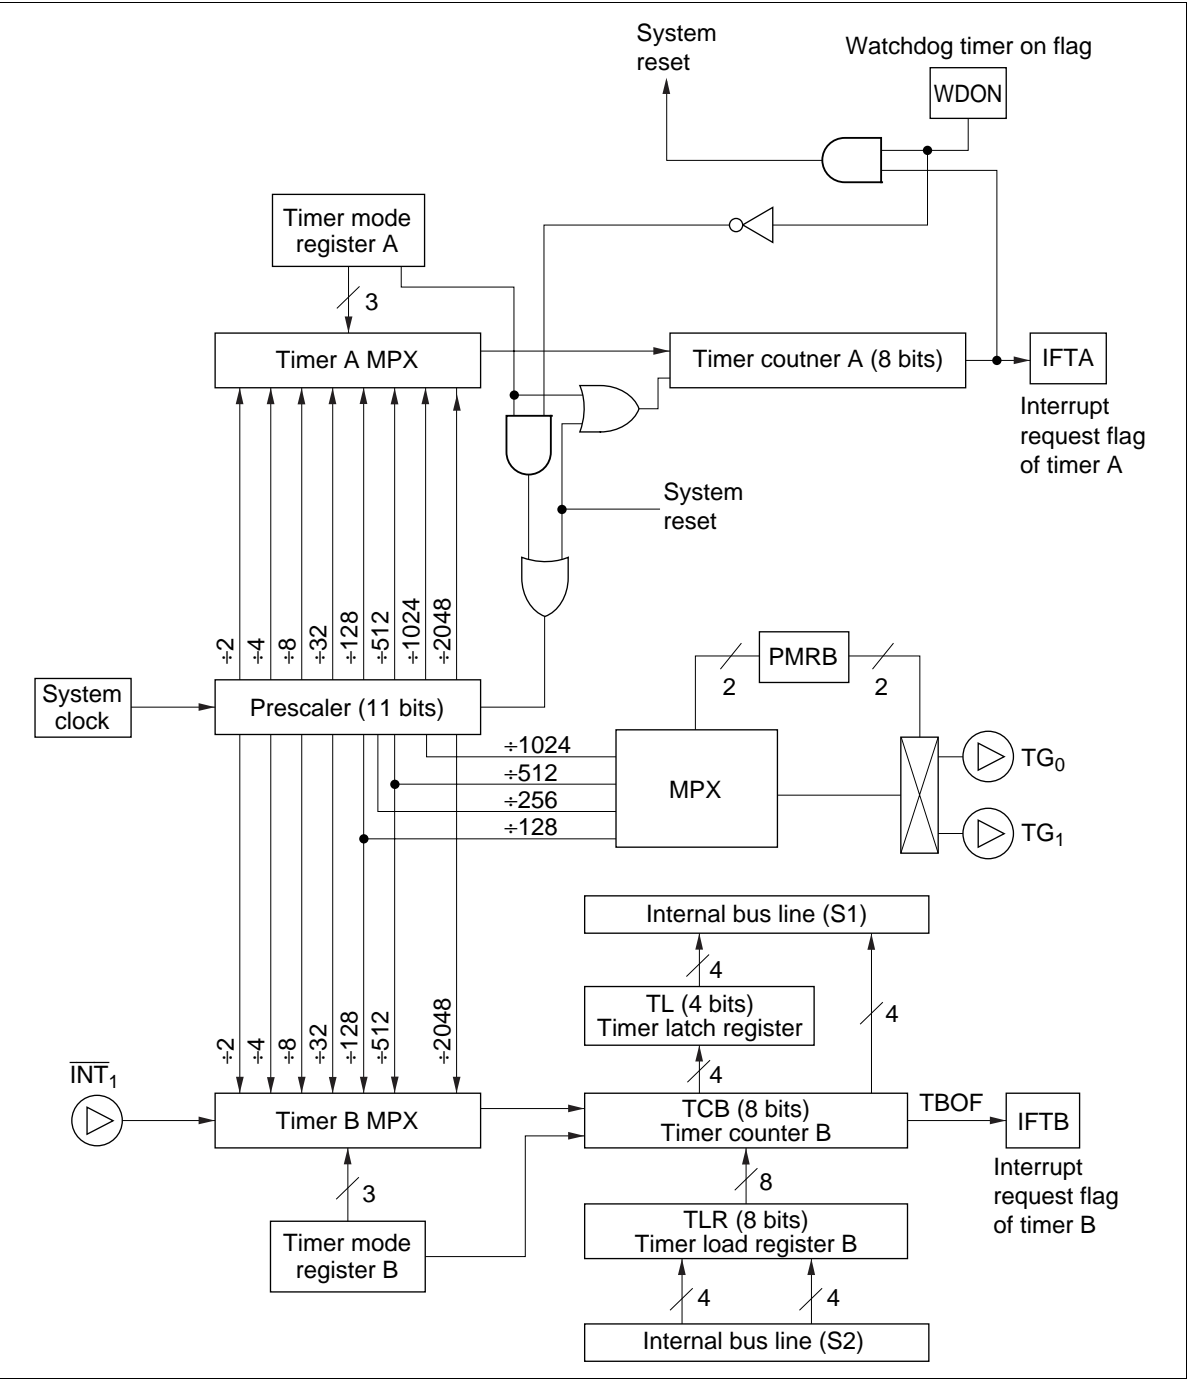 System
reset
Watchdog timer on flag
WDON
Timer mode
register A
3
Timer A MPX
Timer coutner A (8 bits)
IFTA
Interrupt
request flag
of timer A
System
reset
÷2
÷4
÷8
÷32
÷128
÷512
÷1024
÷2048
System
clock
Prescaler (11 bits)
PMRB
2
2
÷1024
÷512
÷256
÷128
MPX
TG0
TG1
Internal bus line (S1)
4
TL (4 bits)
Timer latch register
4
4
÷2
÷4
÷8
÷32
÷128
÷512
÷2048
INT1
Timer B MPX
TCB (8 bits)
Timer counter B
TBOF
IFTB
Interrupt
request flag
of timer B
3
8
Timer mode
register B
TLR (8 bits)
Timer load register B
4
4
Internal bus line (S2)